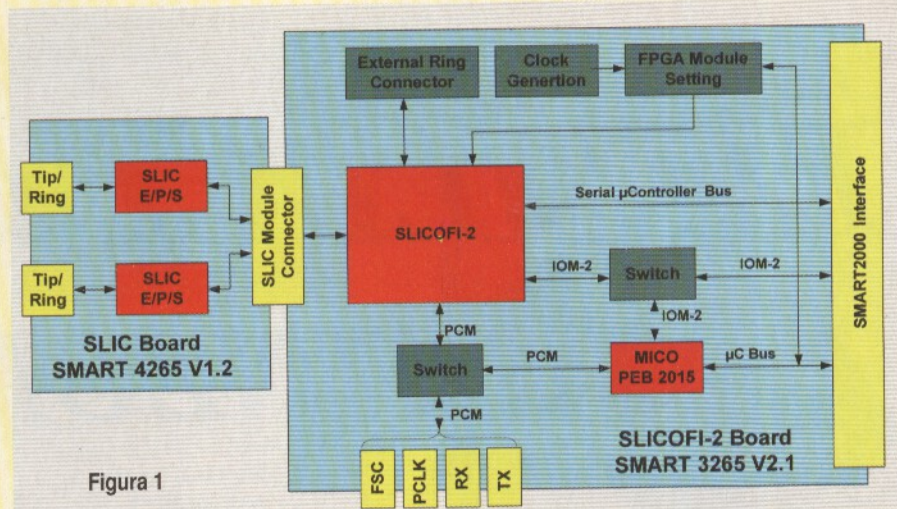 External Ring
Connector
Clock
Genertion
FPGA Module
Setting
Tip/
Ring
SLIC
E/P/S
Tip/
Ring
SLIC
E/P/S
SLIC Board
SMART 4265 V1.2
SLIC Module
Connector
SLICOFI-2
Serial µController Bus
IOM-2
Switch
IOM-2
IOM-2
PCM
Switch
PCM
MICO
PEB 2015
µC Bus
PCM
FSC
PCLK
RX
TX
SLICOFI-2 Board
SMART 3265 V2.1
SMART2000 Interface
Figura 1